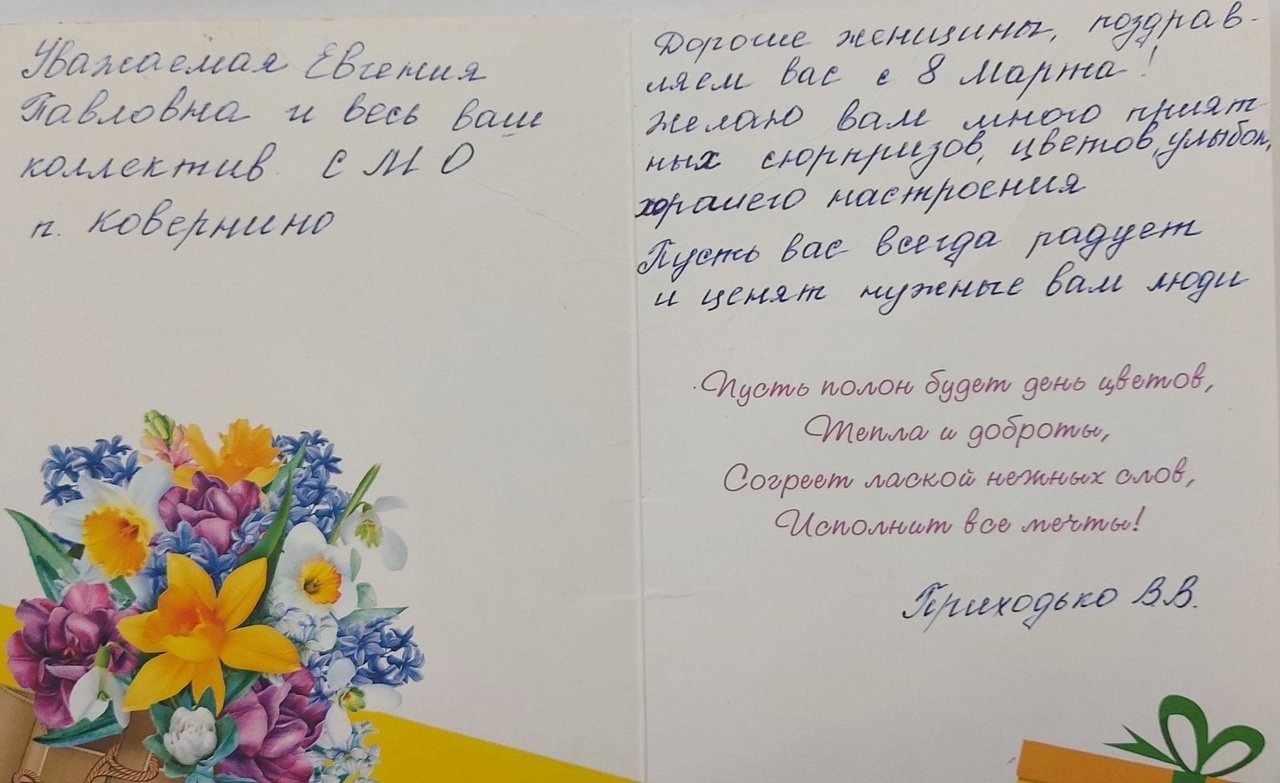 Уважаемая Евгения
Павловна и весь ваш
коллектив СМО
п. Ковернино
Дорогие женщины, поздрав-
ляем вас с 8 Марта!
Желаю вам много прият
ных сюрпризов, цветов, улыбок,
хорошего настроения
Пусть вас всегда радует
и ценят нужные вам люди
Пусть полон будет день цветов,
Тепла и доброты,
Согреет лаской нежных слов,
Исполнит все мечты!
Приходько В.В.